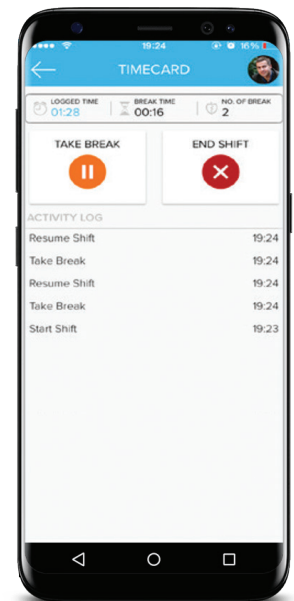 19:24 16%
TIMECARD
LOGGED TIME BREAK TIME NO. OF BREAK
01:28 00:16 2
TAKE BREAK END SHIFT
ACTIVITY LOG
Resume Shift 19:24
Take Break 19:24
Resume Shift 19:24
Take Break 19:24
Start Shift 19:23